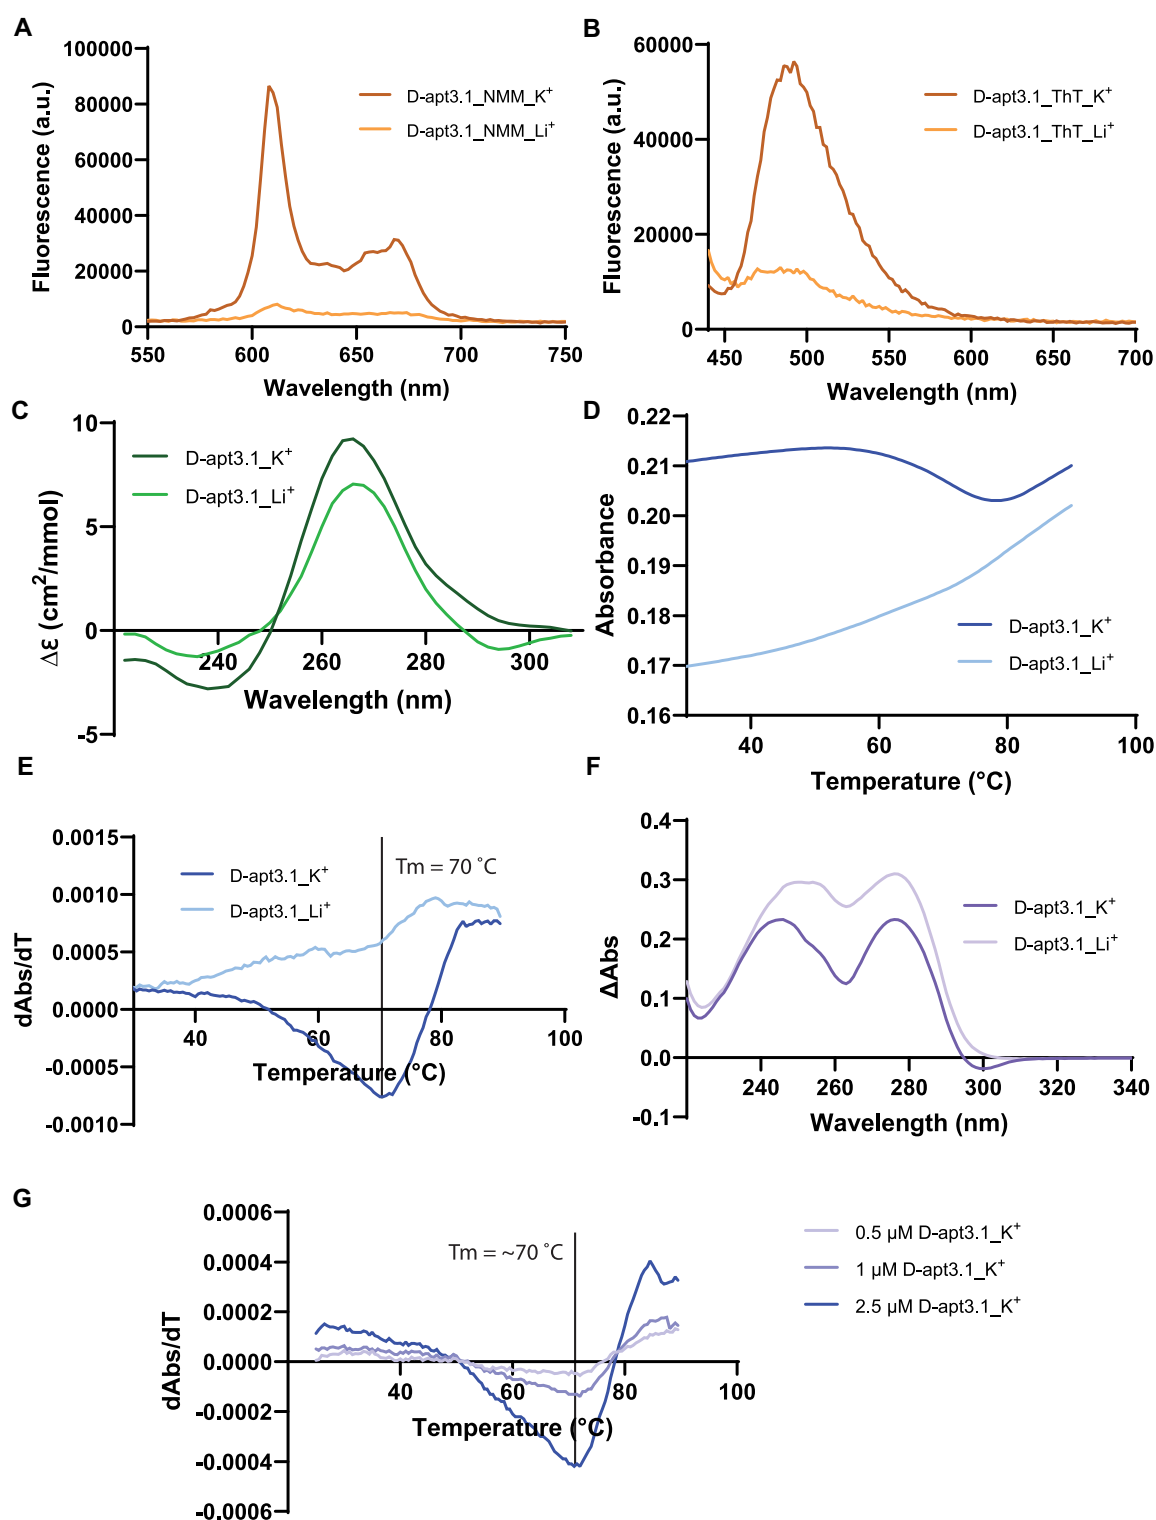 A
100000
80000
60000
40000
20000
0
Fluorescence (a.u.)
550
600
650
700
750
Wavelength (nm)
D-apt3.1_NMM_K⁺
D-apt3.1_NMM_Li⁺
B
60000
40000
20000
0
Fluorescence (a.u.)
450
500
550
600
650
700
Wavelength (nm)
D-apt3.1_ThT_K⁺
D-apt3.1_ThT_Li⁺
C
10
5
0
-5
Δε (cm²/mmol)
240
260
280
300
Wavelength (nm)
D-apt3.1_K⁺
D-apt3.1_Li⁺
D
0.22
0.21
0.20
0.19
0.18
0.17
0.16
Absorbance
40
60
80
100
Temperature (°C)
D-apt3.1_K⁺
D-apt3.1_Li⁺
E
0.0015
0.0010
0.0005
0.0000
-0.0005
-0.0010
dAbs/dT
40
60
80
100
Temperature (°C)
D-apt3.1_K⁺
D-apt3.1_Li⁺
Tm = 70 °C
F
0.4
0.3
0.2
0.1
0.0
-0.1
ΔAbs
240
260
280
300
320
340
Wavelength (nm)
D-apt3.1_K⁺
D-apt3.1_Li⁺
G
0.0006
0.0004
0.0002
0.0000
-0.0002
-0.0004
-0.0006
dAbs/dT
40
60
80
100
Temperature (°C)
Tm = ~70 °C
0.5 µM D-apt3.1_K⁺
1 µM D-apt3.1_K⁺
2.5 µM D-apt3.1_K⁺